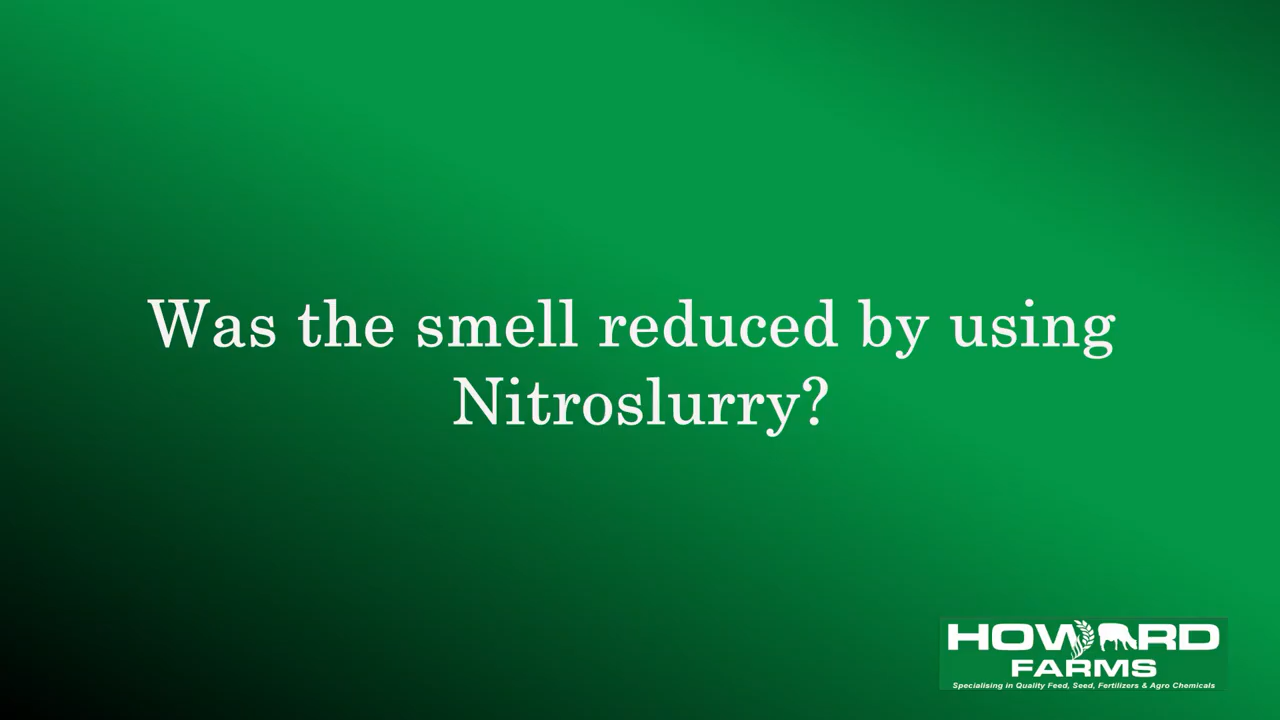 Was the smell reduced by using
Nitroslurry?
HOWARD
FARMS
Specialising in Quality Feed, Seed, Fertilizers & Agro Chemicals